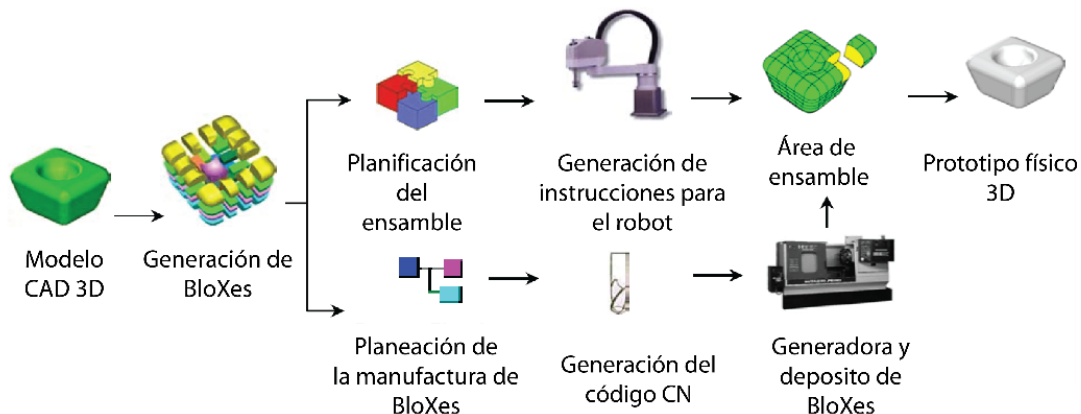 Modelo
CAD 3D
Generación de
BloXes
Planificación
del
ensamble
Generación de
instrucciones para
el robot
Área de
ensamble
Prototipo físico
3D
Planeación de
la manufactura de
BloXes
Generación del
código CN
Generadora y
deposito de
BloXes